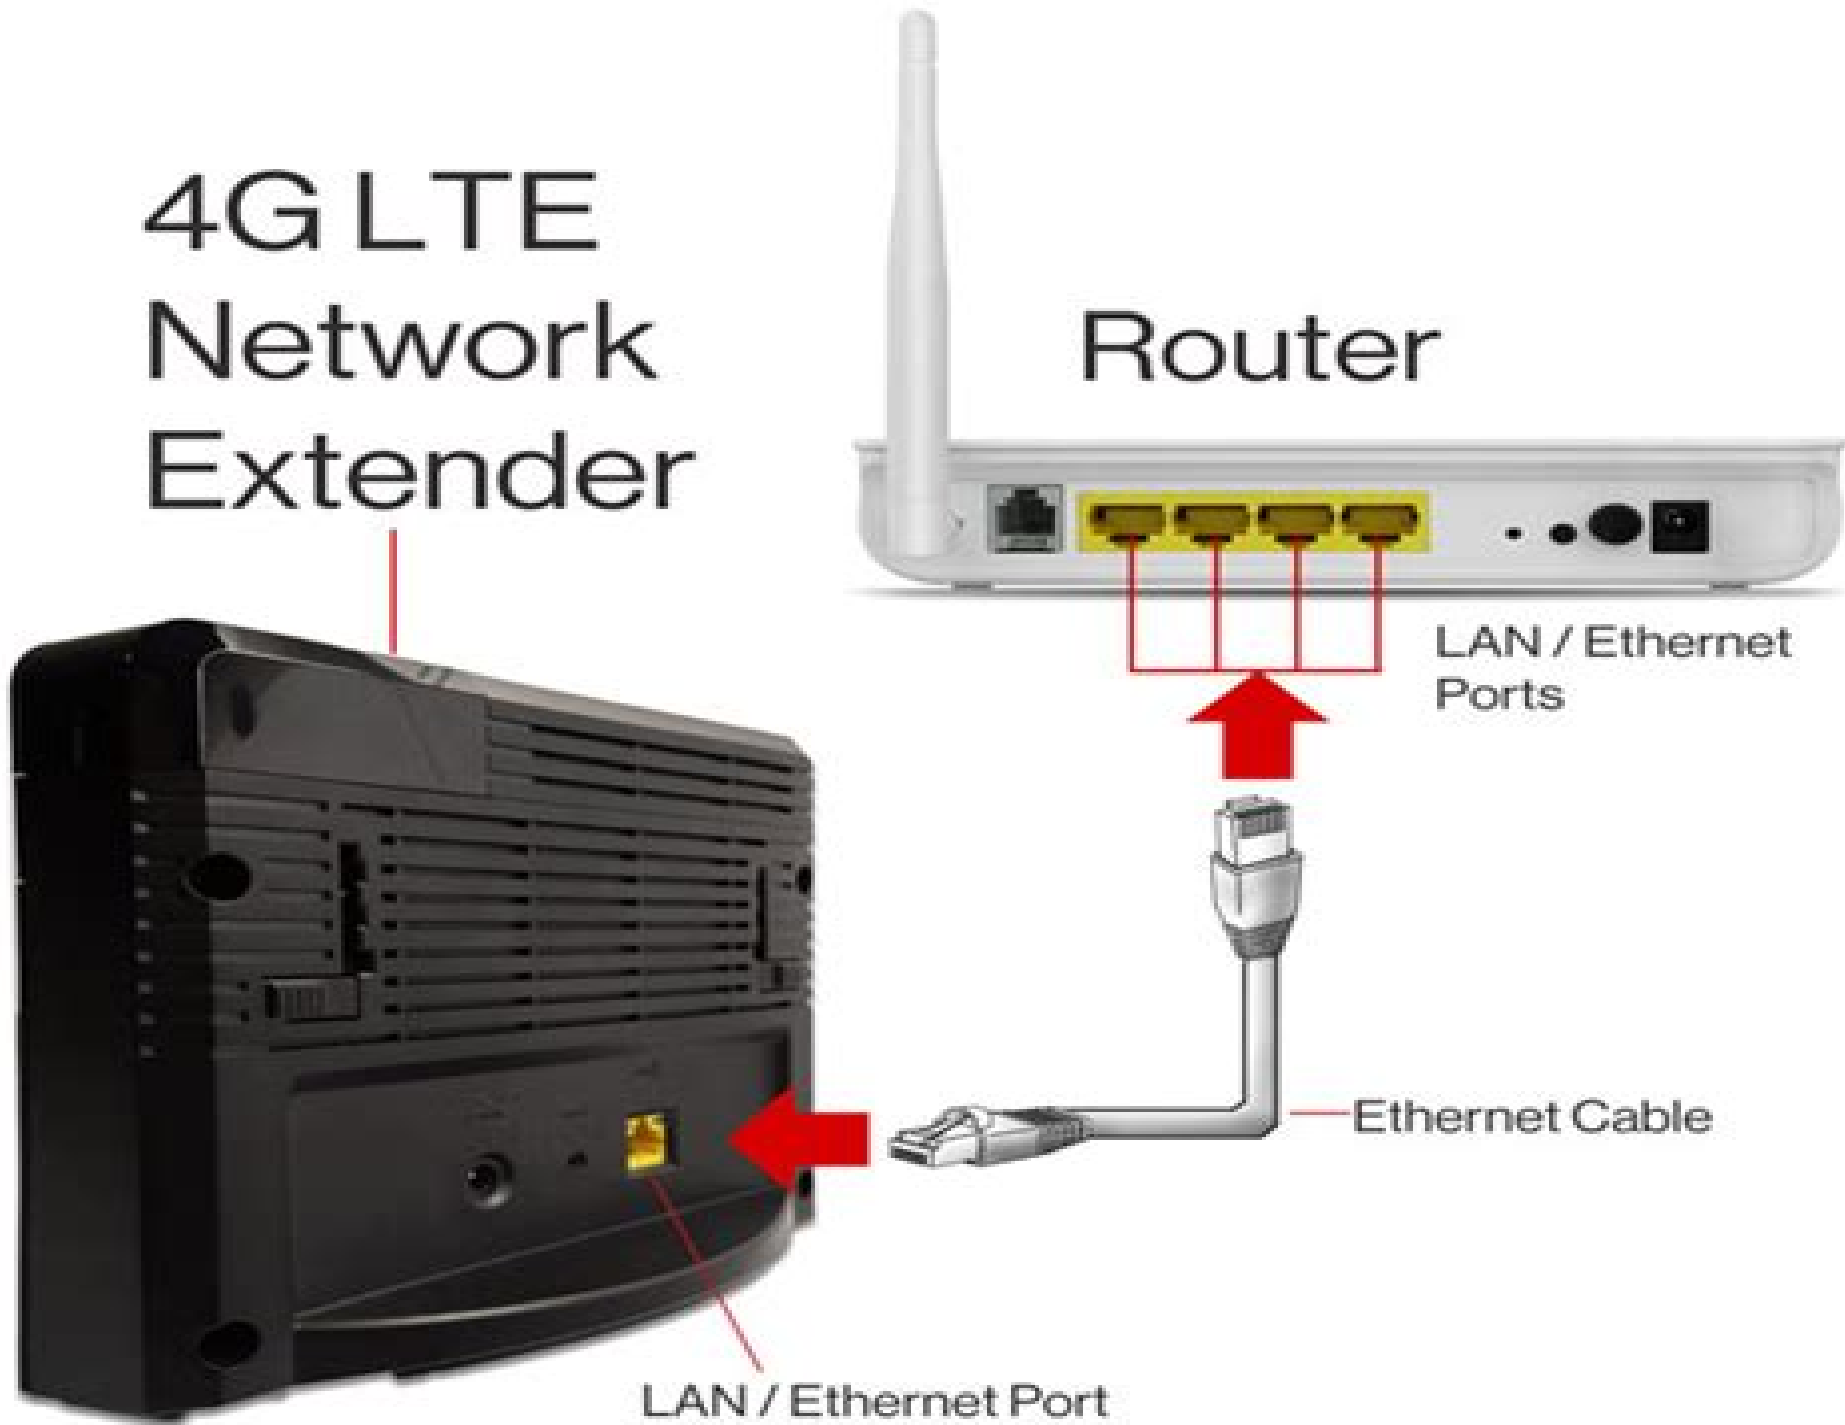 4G LTE
Network
Extender
Router
LAN / Ethernet
Ports
Ethernet Cable
LAN / Ethernet Port